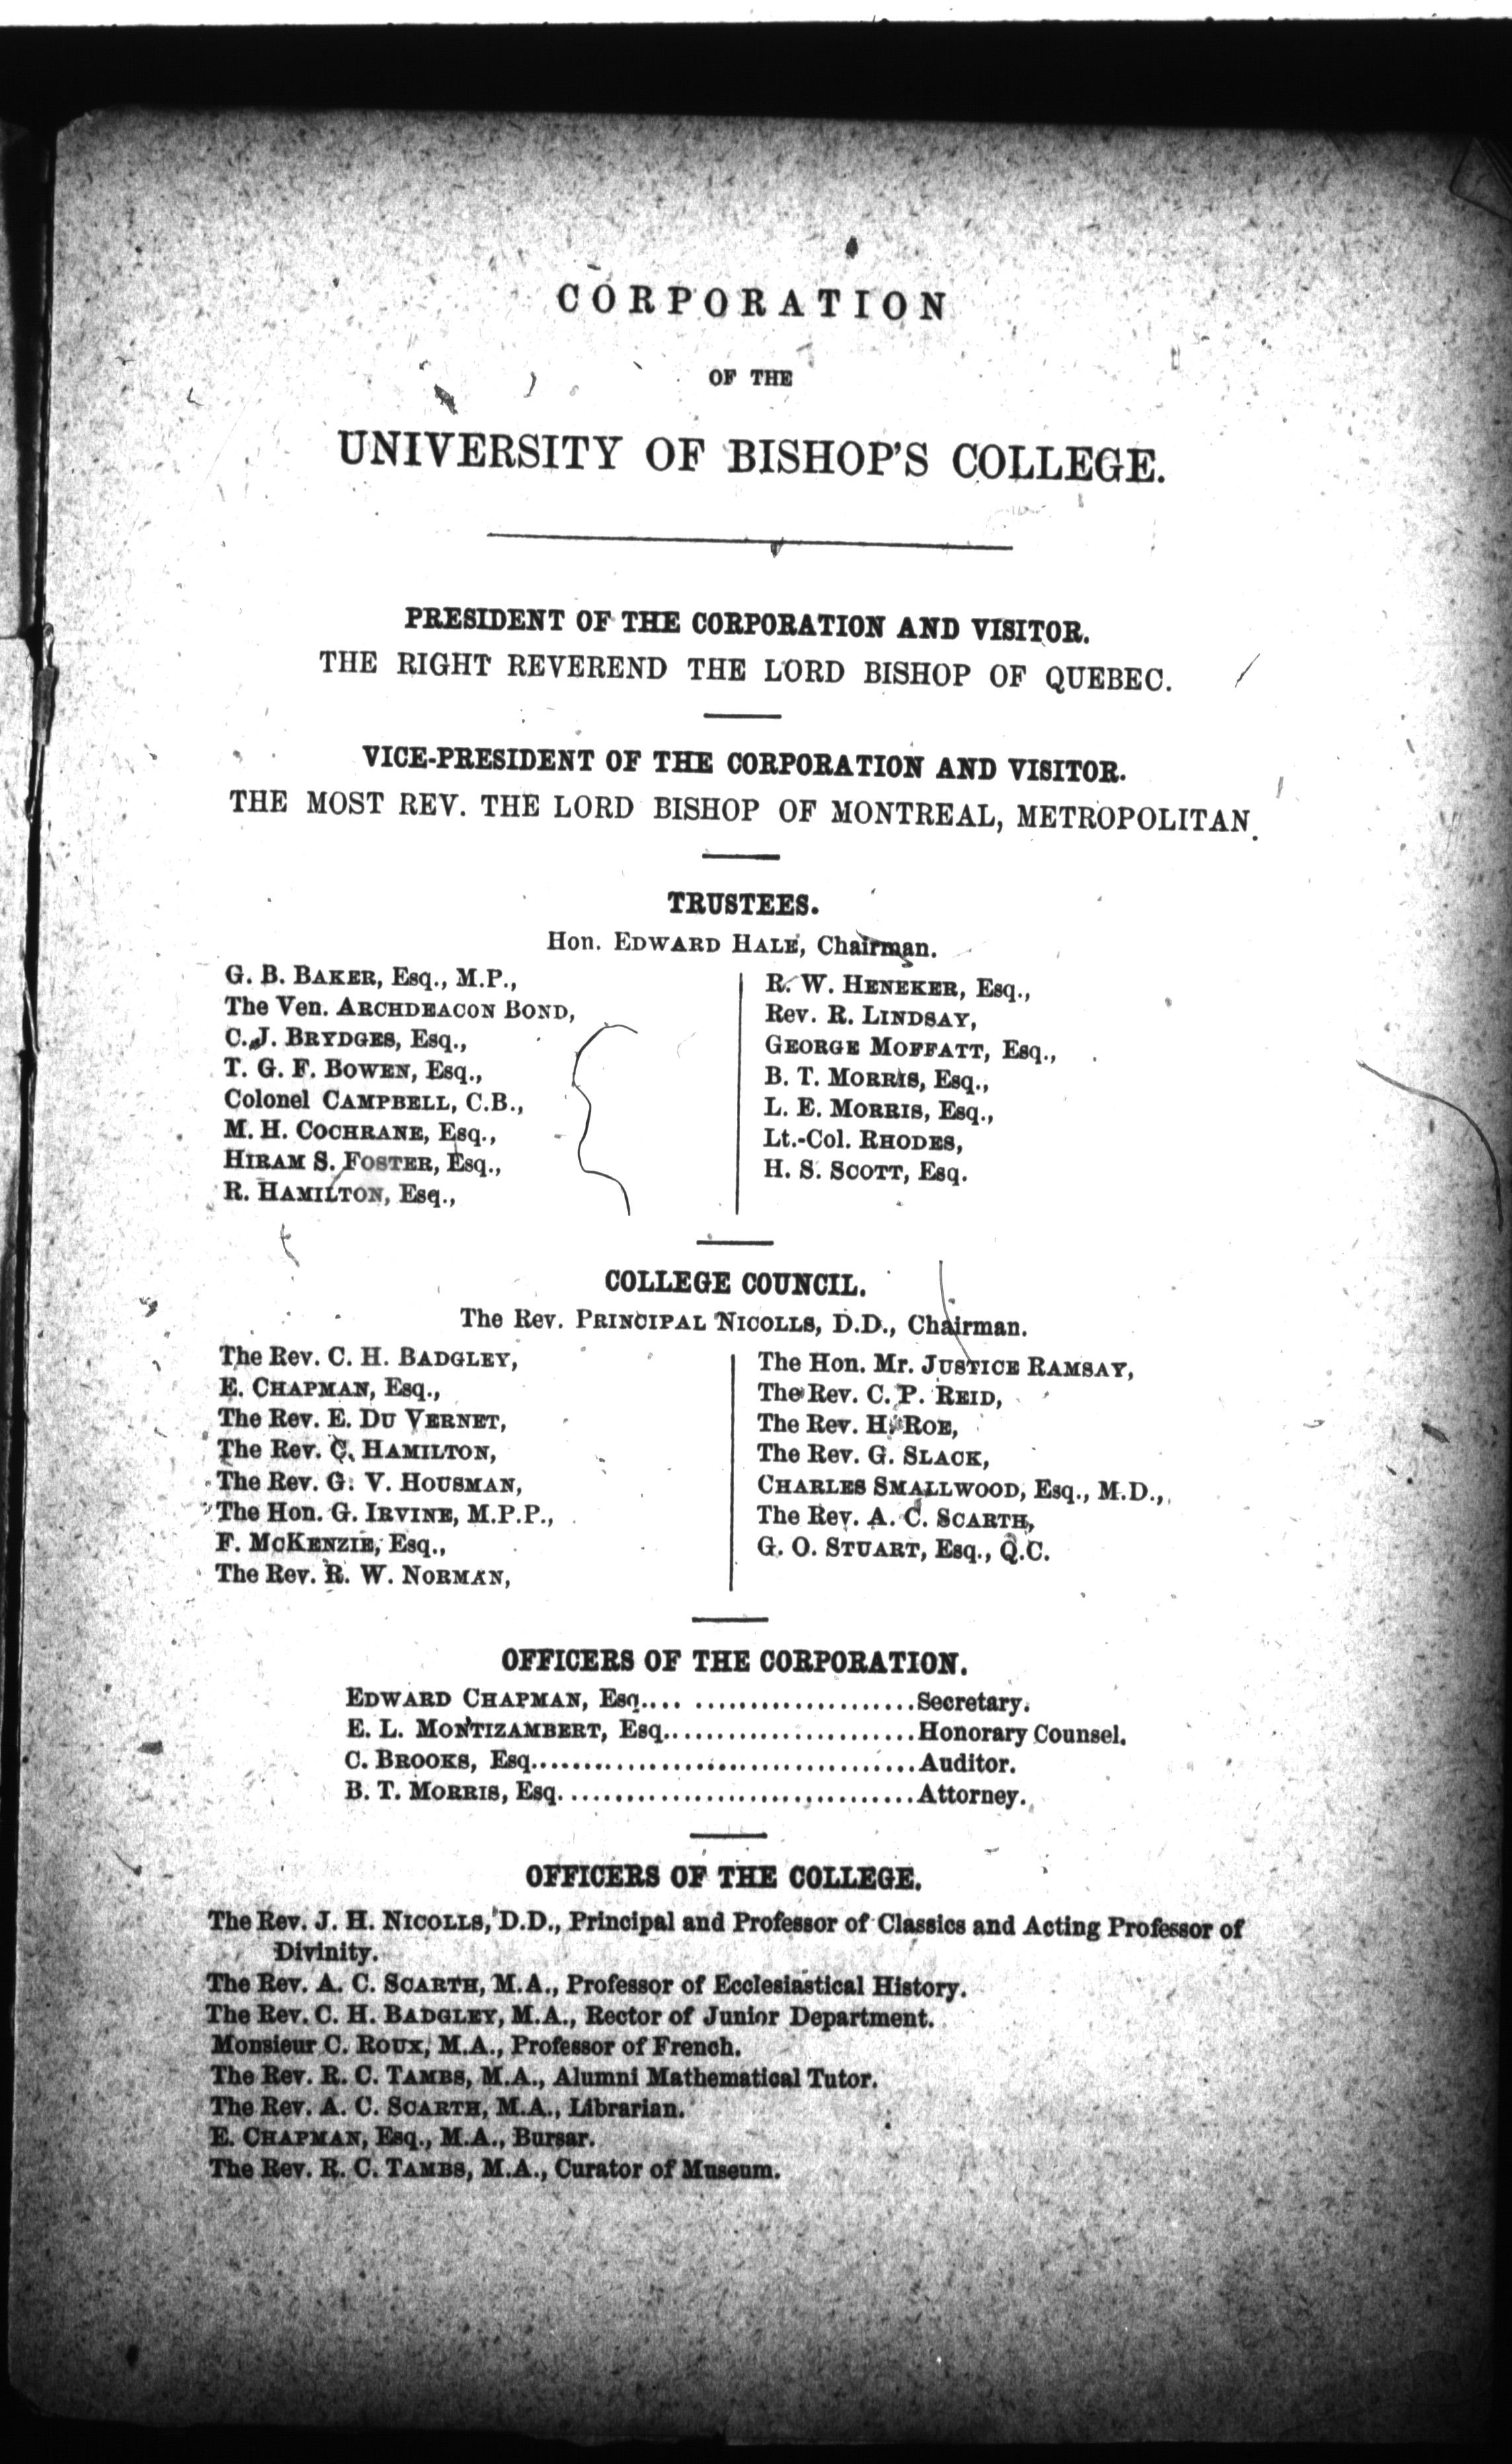 CORPORATION
OF THE
UNIVERSITY OF BISHOP'S COLLEGE.
PRESIDENT OF THE CORPORATION AND VISITOR.
THE RIGHT REVEREND THE LORD BISHOP OF QUEBEC.
VICE-PRESIDENT OF THE CORPORATION AND VISITOR.
THE MOST REV. THE LORD BISHOP OF MONTREAL, METROPOLITAN.
TRUSTEES.
Hon. EDWARD HALE, Chairman.
G. B. BAKER, Esq., M.P.,
The Ven. ARCHDEACON BOND,
C. J. BRYDGES, Esq.,
T. G. F. BOWEN, Esq.,
Colonel CAMPBELL, C.B.,
M. H. COCHRANE, Esq.,
HIRAM S. FOSTER, Esq.,
R. HAMILTON, Esq.,
R. W. HENEKER, Esq.,
Rev. R. LINDSAY,
GEORGE MOFFATT, Esq.,
B. T. MORRIS, Esq.,
L. E. MORRIS, Esq.,
Lt.-Col. RHODES,
H. S. SCOTT, Esq.
COLLEGE COUNCIL.
The Rev. PRINCIPAL NICOLLS, D.D., Chairman.
The Rev. C. H. BADGLEY,
E. CHAPMAN, Esq.,
The Rev. E. DU VERNET,
The Rev. C. HAMILTON,
The Rev. G. V. HOUSMAN,
The Hon. G. IRVINE, M.P.P.,
F. MCKENZIE, Esq.,
The Rev. R. W. NORMAN,
The Hon. Mr. JUSTICE RAMSAY,
The Rev. C. P. REID,
The Rev. H. ROE,
The Rev. G. SLACK,
CHARLES SMALLWOOD, Esq., M.D.,
The Rev. A. C. SCARTH,
G. O. STUART, Esq., Q.C.
OFFICERS OF THE CORPORATION.
EDWARD CHAPMAN, Esq.... ...................Secretary.
E. L. MONTIZAMBERT, Esq......................Honorary Counsel.
C. BROOKS, Esq.................................Auditor.
B. T. MORRIS, Esq...............................Attorney.
OFFICERS OF THE COLLEGE.
The Rev. J. H. NICOLLS, D.D., Principal and Professor of Classics and Acting Professor of
Divinity.
The Rev. A. C. SCARTH, M.A., Professor of Ecclesiastical History.
The Rev. C. H. BADGLEY, M.A., Rector of Junior Department.
Monsieur C. ROUX, M.A., Professor of French.
The Rev. R. C. TAMBS, M.A., Alumni Mathematical Tutor.
The Rev. A. C. SCARTH, M.A., Librarian.
E. CHAPMAN, Esq., M.A., Bursar.
The Rev. R. C. TAMBS, M.A., Curator of Museum.